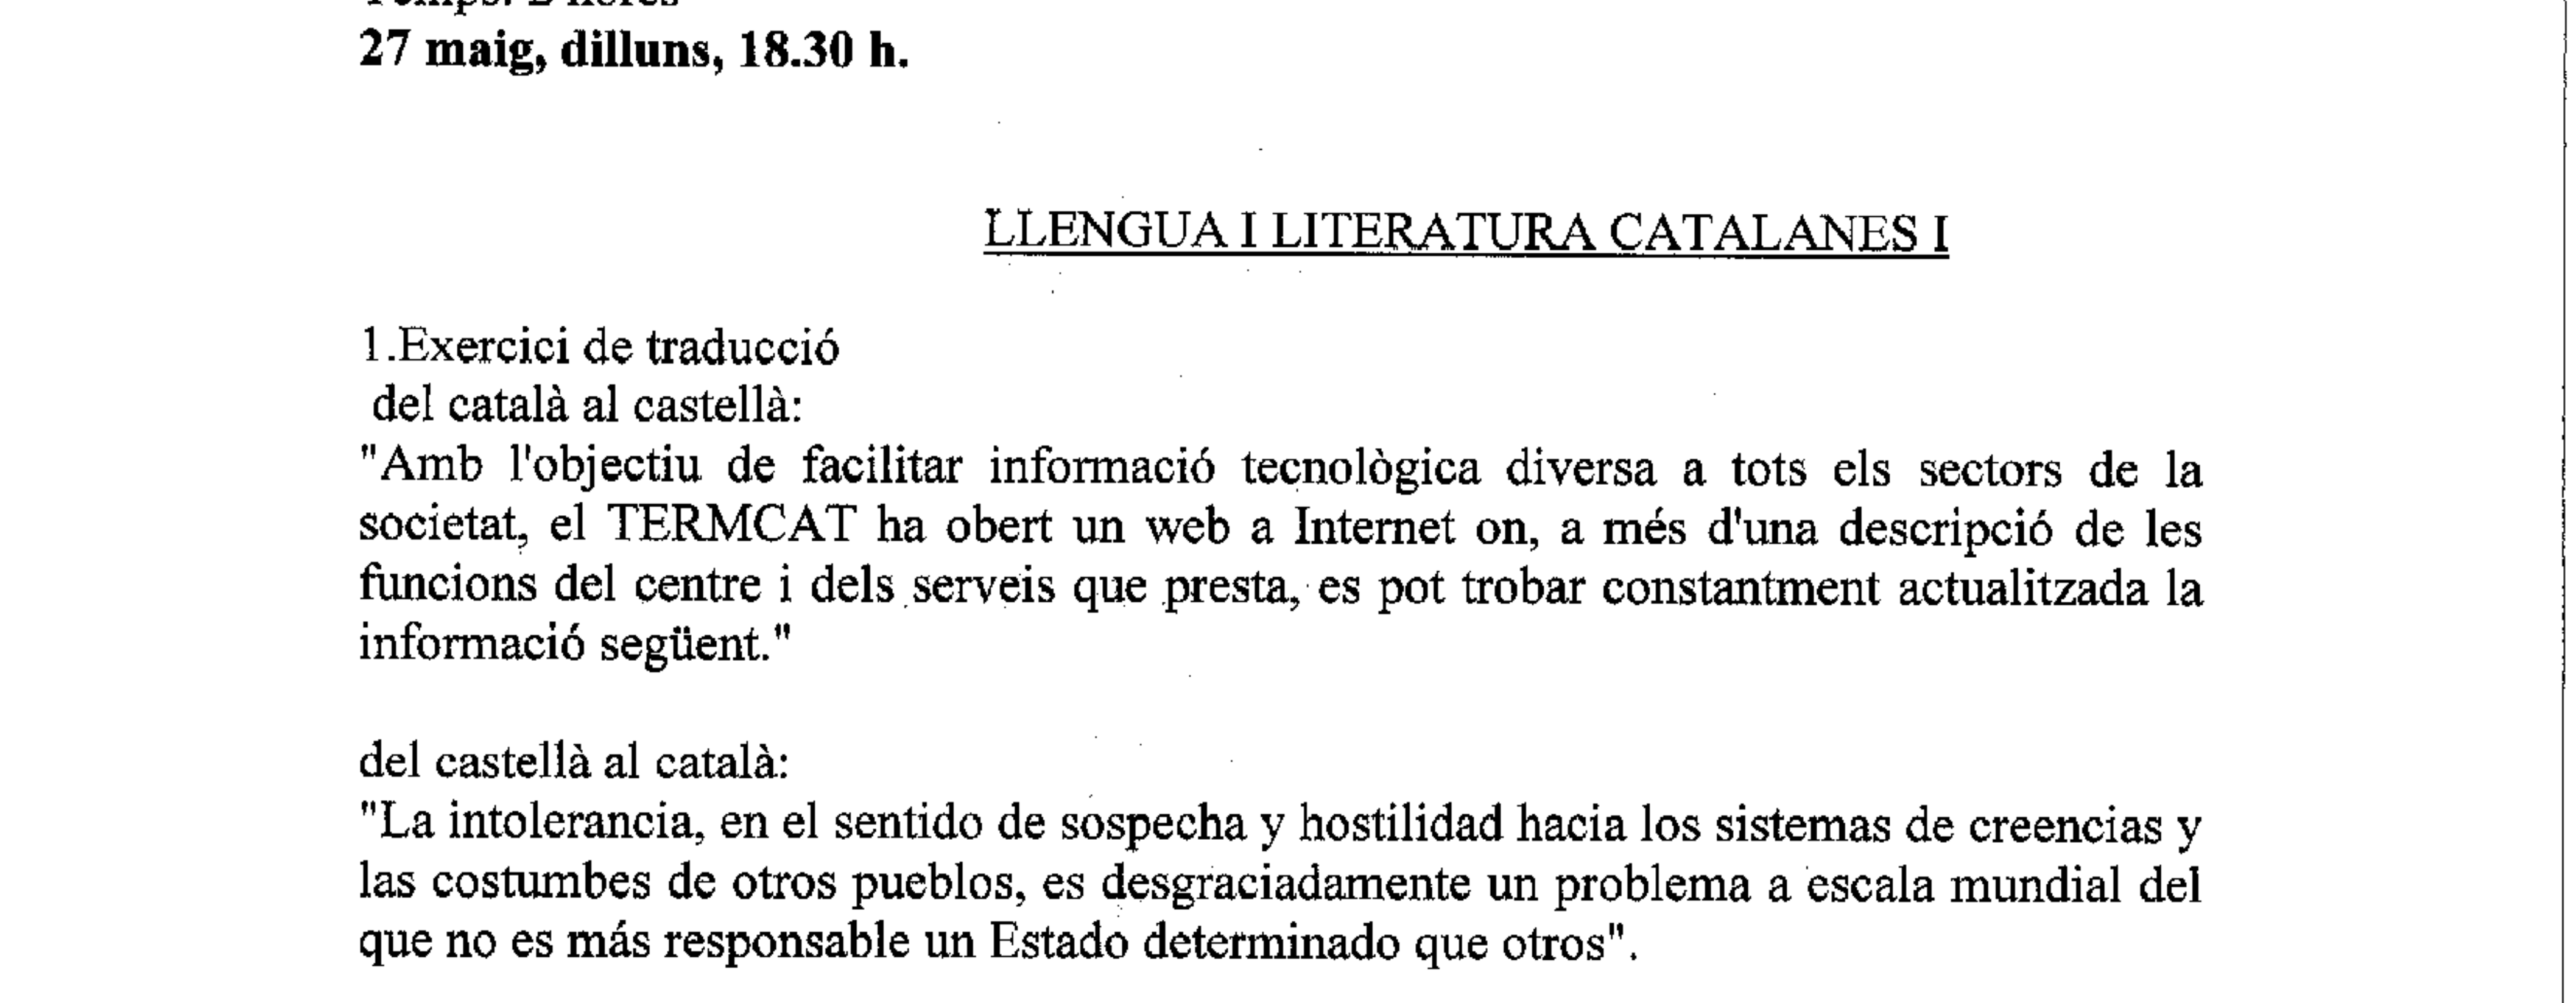 Temps: 2 hores
27 maig, dilluns, 18.30 h.
LLENGUA I LITERATURA CATALANES I
1.Exercici de traducció
del català al castellà:
"Amb l'objectiu de facilitar informació tecnològica diversa a tots els sectors de la
societat, el TERMCAT ha obert un web a Internet on, a més d'una descripció de les
funcions del centre i dels serveis que presta, es pot trobar constantment actualitzada la
informació següent."
del castellà al català:
"La intolerancia, en el sentido de sospecha y hostilidad hacia los sistemas de creencias y
las costumbes de otros pueblos, es desgraciadamente un problema a escala mundial del
que no es más responsable un Estado determinado que otros".